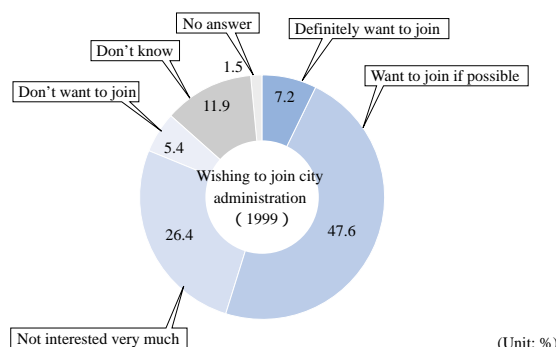 No answer
Definitely want to join
Don't know
Want to join if possible
Don't want to join
1.5
7.2
11.9
5.4
Wishing to join city
administration
( 1999 )
47.6
26.4
Not interested very much
(Unit: %)